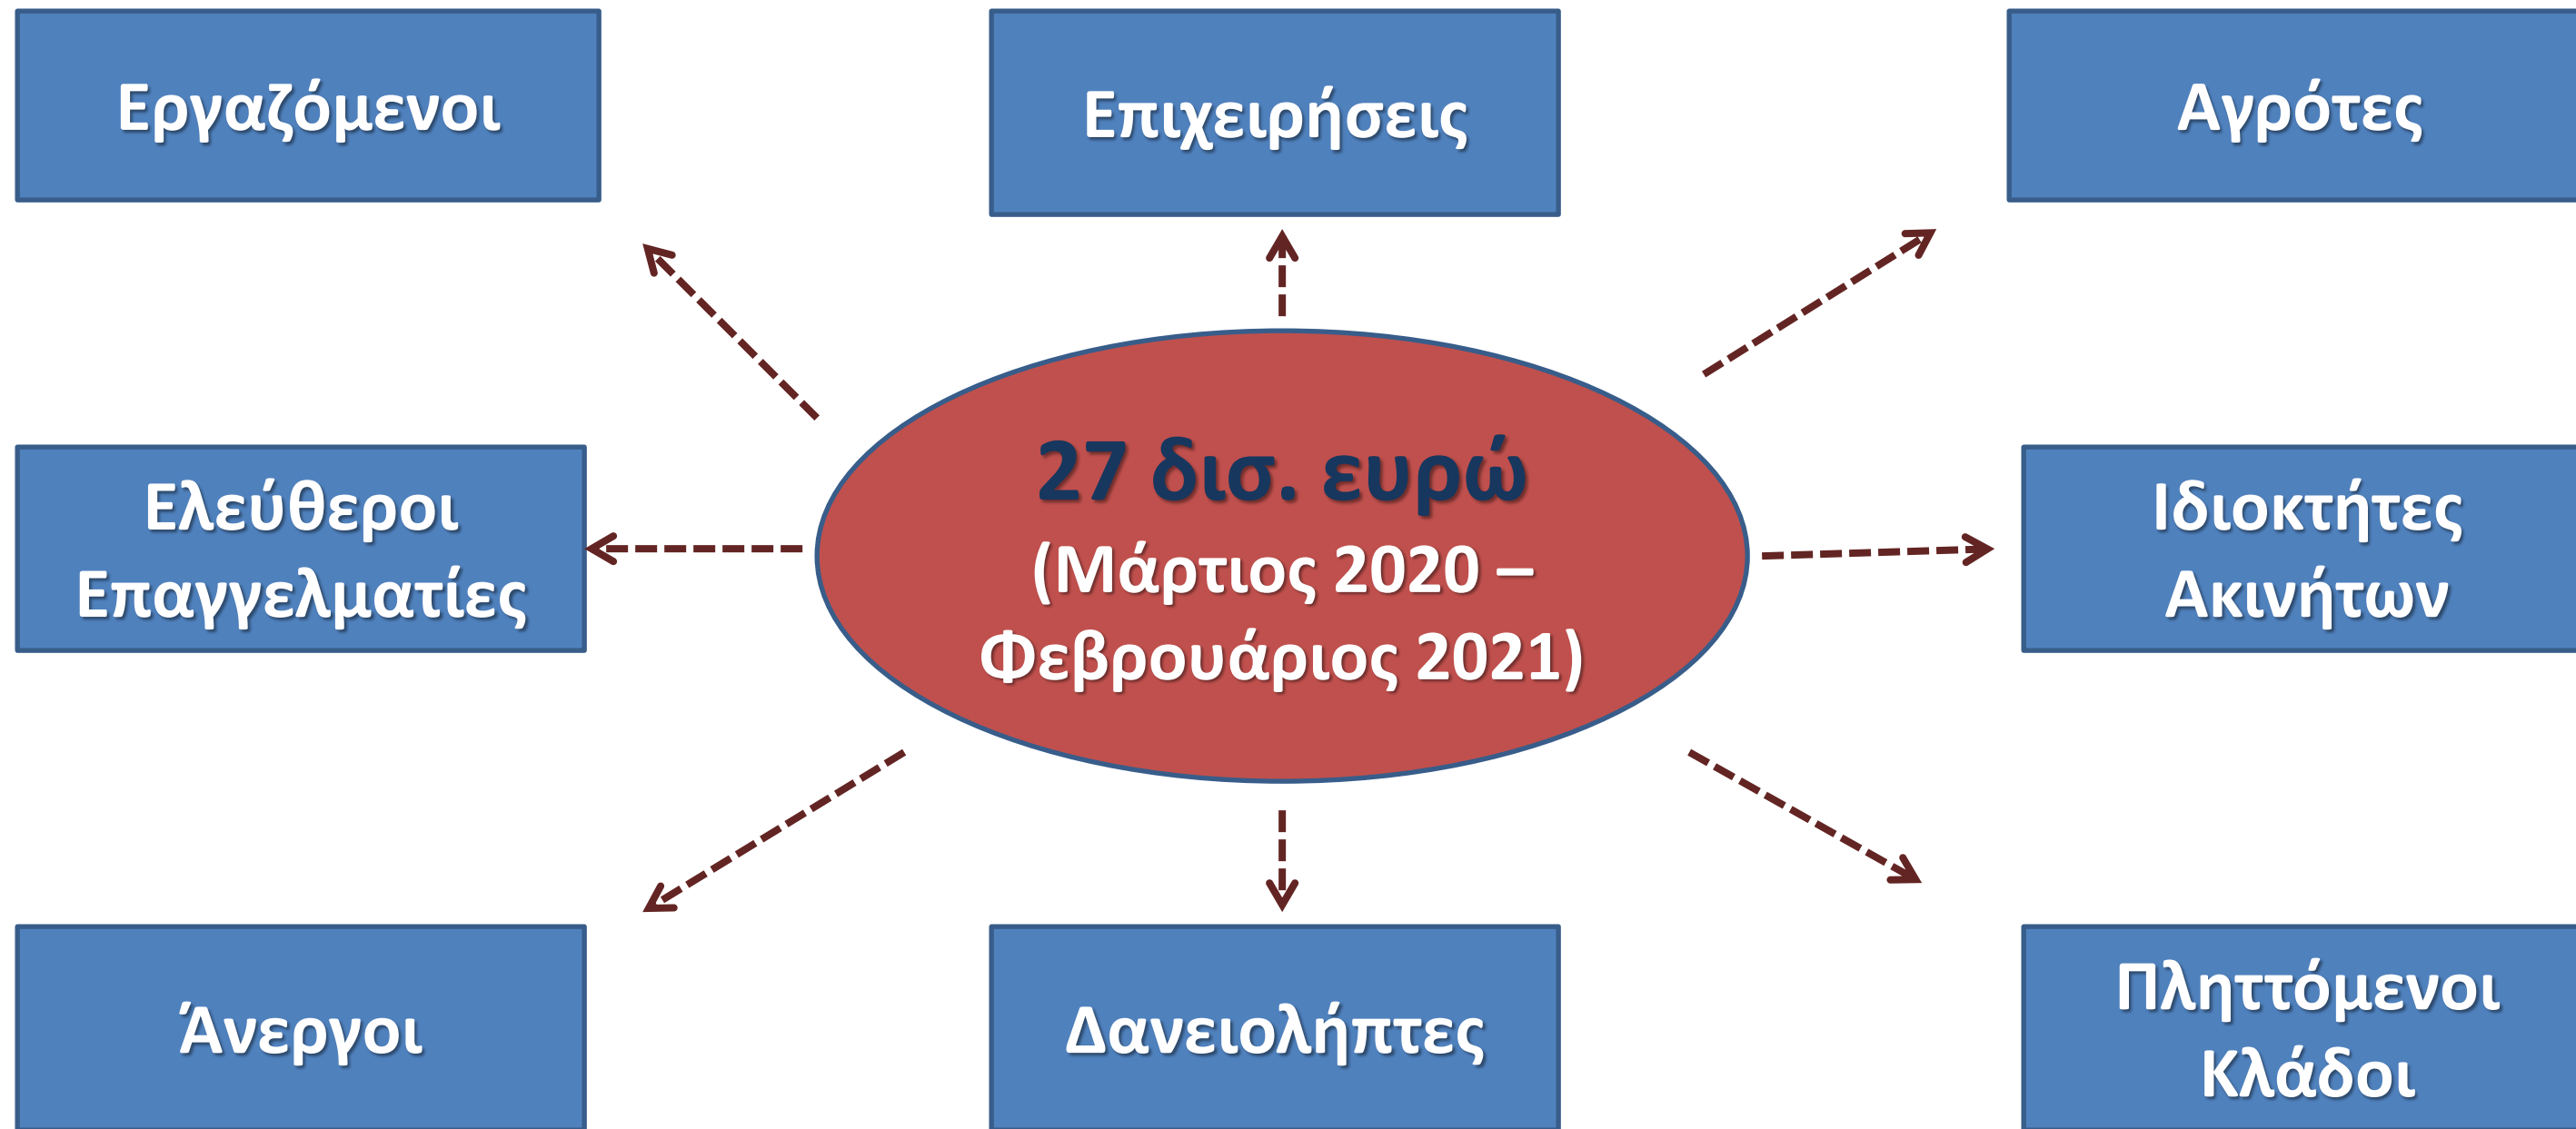 Εργαζόμενοι
Επιχειρήσεις
Αγρότες
27 δισ. ευρώ
(Μάρτιος 2020 –
Φεβρουάριος 2021)
Ελεύθεροι
Επαγγελματίες
Ιδιοκτήτες
Ακινήτων
Άνεργοι
Δανειολήπτες
Πληττόμενοι
Κλάδοι